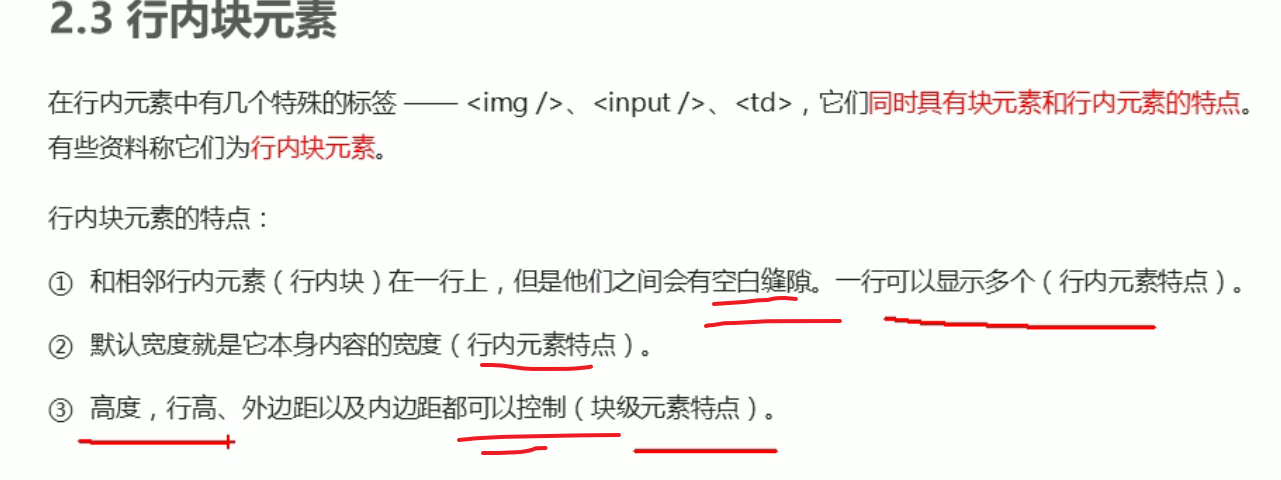 2.3 行内块元素
在行内元素中有几个特殊的标签 —— <img />、<input />、<td>，它们同时具有块元素和行内元素的特点。
有些资料称它们为行内块元素。
行内块元素的特点：
① 和相邻行内元素（行内块）在一行上，但是他们之间会有空白缝隙。一行可以显示多个（行内元素特点）。
② 默认宽度就是它本身内容的宽度（行内元素特点）。
③ 高度，行高、外边距以及内边距都可以控制（块级元素特点）。